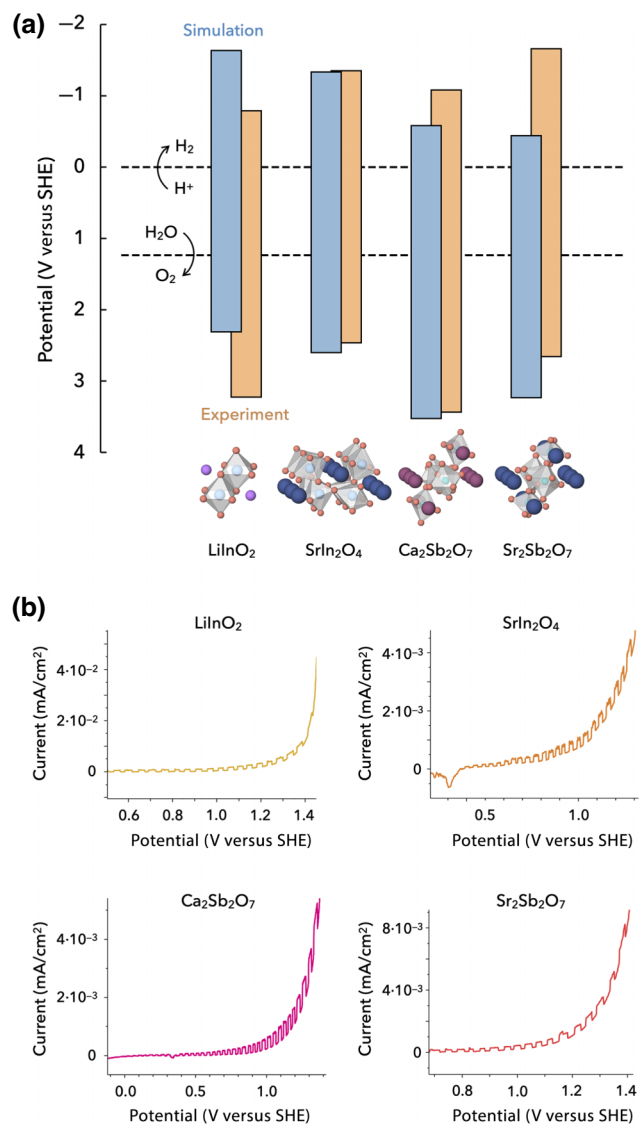 (a)
Simulation
−2
−1
0
1
2
3
4
Potential (V versus SHE)
H₂
H⁺
H₂O
O₂
Experiment
LiInO₂
SrIn₂O₄
Ca₂Sb₂O₇
Sr₂Sb₂O₇
(b)
LiInO₂
Current (mA/cm²)
4·10⁻²
2·10⁻²
0
0.6 0.8 1.0 1.2 1.4
Potential (V versus SHE)
SrIn₂O₄
Current (mA/cm²)
4·10⁻³
2·10⁻³
0
0.5 1.0
Potential (V versus SHE)
Ca₂Sb₂O₇
Current (mA/cm²)
4·10⁻³
2·10⁻³
0
0.0 0.5 1.0
Potential (V versus SHE)
Sr₂Sb₂O₇
Current (mA/cm²)
8·10⁻³
4·10⁻³
0
0.8 1.0 1.2 1.4
Potential (V versus SHE)